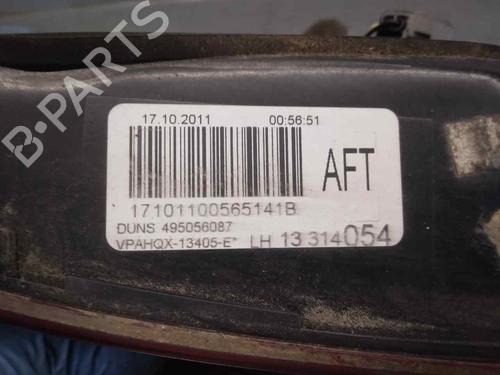 17.10.2011 00:56:51
AFT
17101100565141B
DUNS 495056087
VPAHQX-13405-E* LH 13 314054
B-PARTS